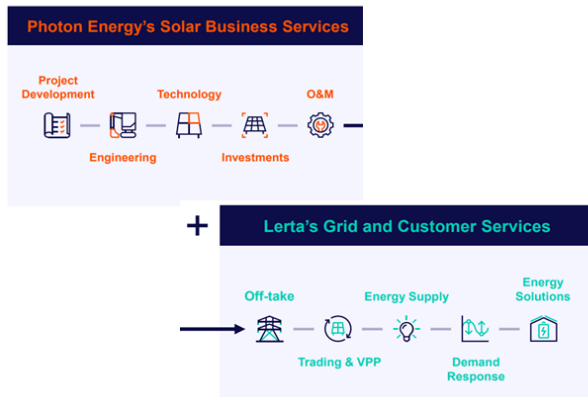 Photon Energy's Solar Business Services
Project
Development
Technology
O&M
Engineering
Investments
+
Lerta's Grid and Customer Services
Off-take
Energy Supply
Energy
Solutions
Trading & VPP
Demand
Response